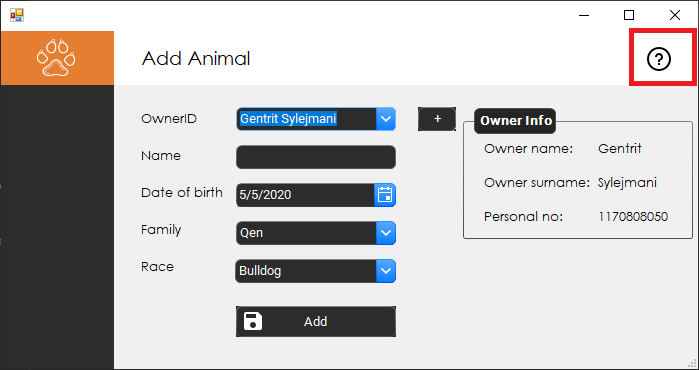 Add Animal
?
OwnerID
Gentrit Sylejmani
+
Name
Date of birth
5/5/2020
Family
Qen
Race
Bulldog
Add
Owner Info
Owner name: Gentrit
Owner surname: Sylejmani
Personal no: 1170808050